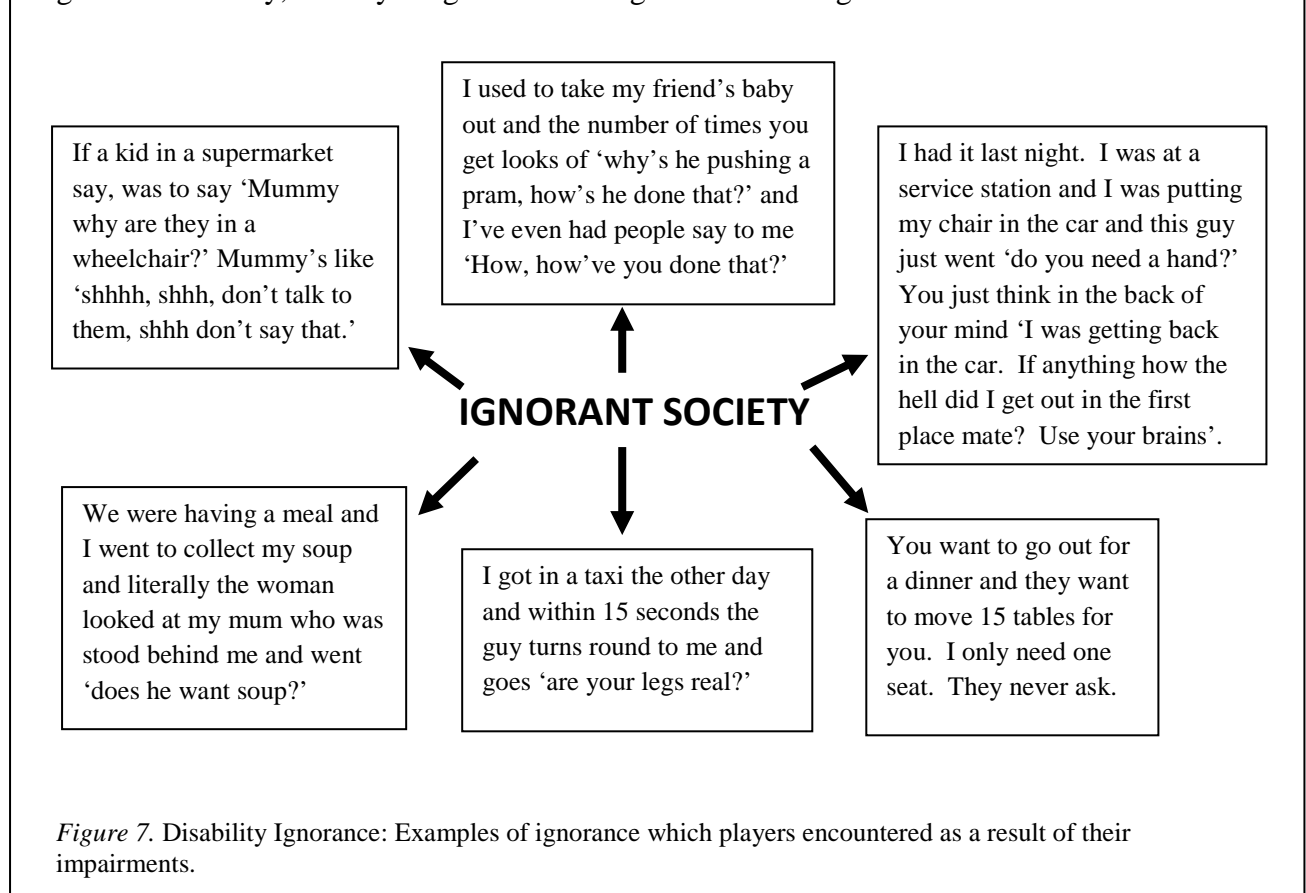 I used to take my friend's baby
out and the number of times you
get looks of 'why's he pushing a
pram, how's he done that?' and
I've even had people say to me
'How, how've you done that?'
If a kid in a supermarket
say, was to say 'Mummy
why are they in a
wheelchair?' Mummy's like
'shhhh, shhh, don't talk to
them, shhh don't say that.'
I had it last night.  I was at a
service station and I was putting
my chair in the car and this guy
just went 'do you need a hand?'
You just think in the back of
your mind 'I was getting back
in the car.  If anything how the
hell did I get out in the first
place mate?  Use your brains'.
IGNORANT SOCIETY
We were having a meal and
I went to collect my soup
and literally the woman
looked at my mum who was
stood behind me and went
'does he want soup?'
I got in a taxi the other day
and within 15 seconds the
guy turns round to me and
goes 'are your legs real?'
You want to go out for
a dinner and they want
to move 15 tables for
you.  I only need one
seat.  They never ask.
Figure 7. Disability Ignorance: Examples of ignorance which players encountered as a result of their
impairments.